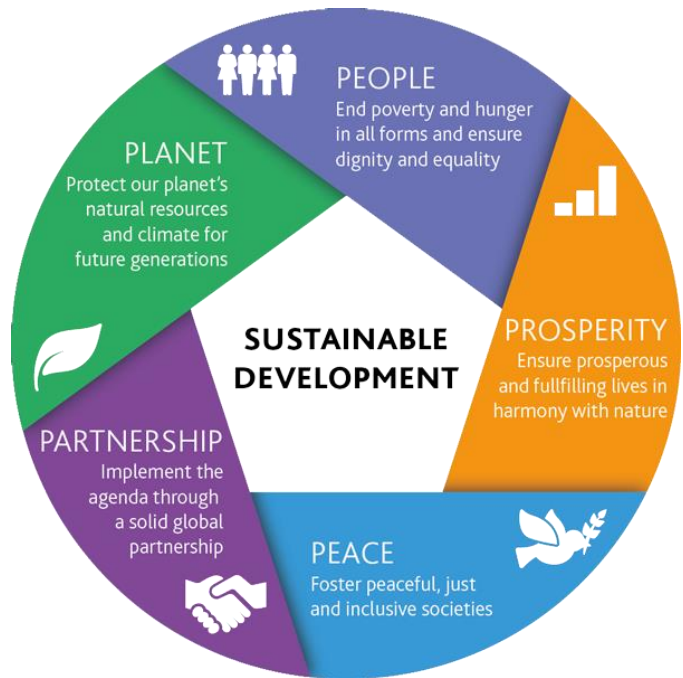 PEOPLE
End poverty and hunger
in all forms and ensure
dignity and equality
PROSPERITY
Ensure prosperous
and fullfilling lives in
harmony with nature
PEACE
Foster peaceful, just
and inclusive societies
PARTNERSHIP
Implement the
agenda through
a solid global
partnership
PLANET
Protect our planet's
natural resources
and climate for
future generations
SUSTAINABLE
DEVELOPMENT